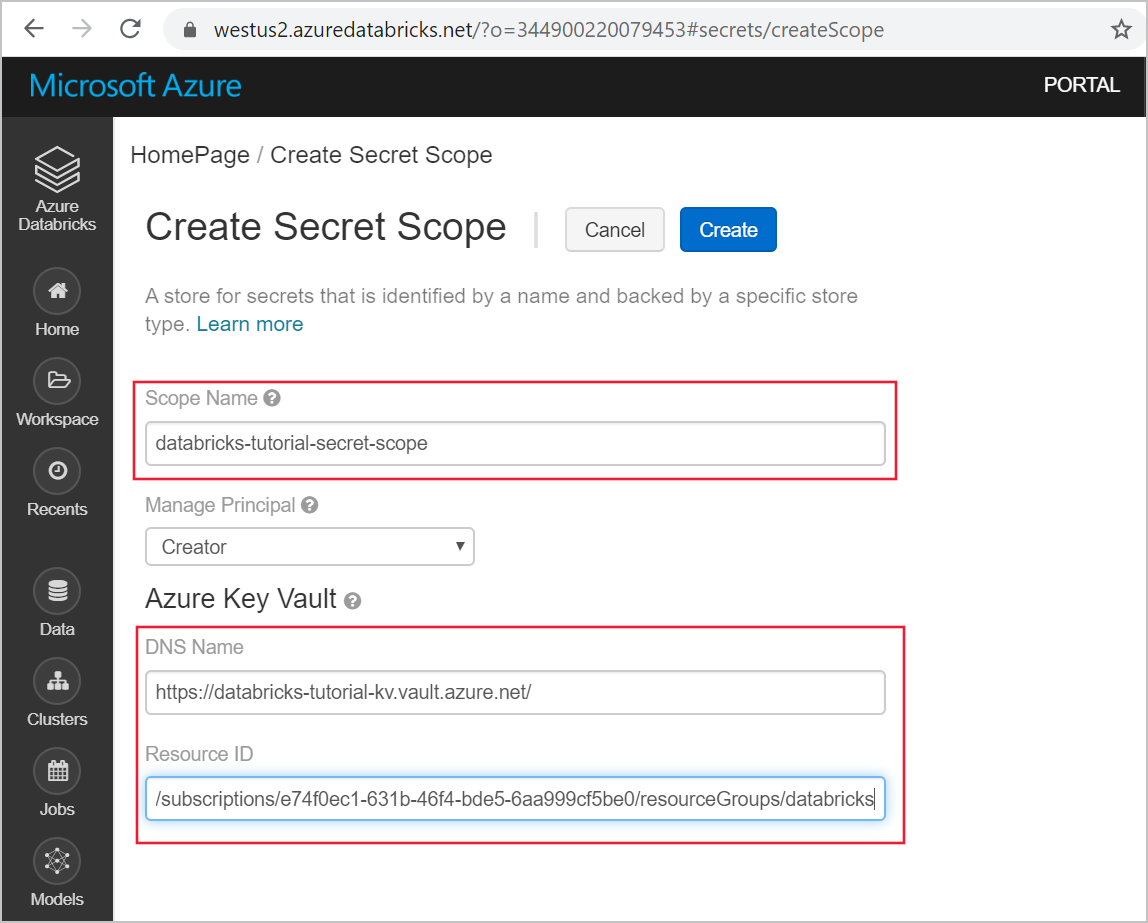 westus2.azuredatabricks.net/?o=344900220079453#secrets/createScope
Microsoft Azure
PORTAL
Azure
Databricks
Home
Workspace
Recents
Data
Clusters
Jobs
Models
HomePage / Create Secret Scope
Create Secret Scope
Cancel
Create
A store for secrets that is identified by a name and backed by a specific store
type. Learn more
Scope Name ?
databricks-tutorial-secret-scope
Manage Principal ?
Creator
Azure Key Vault ?
DNS Name
https://databricks-tutorial-kv.vault.azure.net/
Resource ID
/subscriptions/e74f0ec1-631b-46f4-bde5-6aa999cf5be0/resourceGroups/databricks